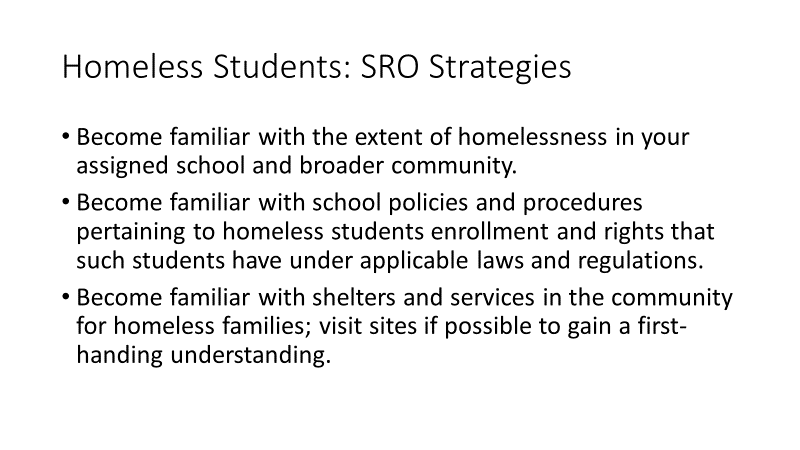 Homeless Students: SRO Strategies
• Become familiar with the extent of homelessness in your
assigned school and broader community.
• Become familiar with school policies and procedures
pertaining to homeless students enrollment and rights that
such students have under applicable laws and regulations.
• Become familiar with shelters and services in the community
for homeless families; visit sites if possible to gain a first-
handing understanding.